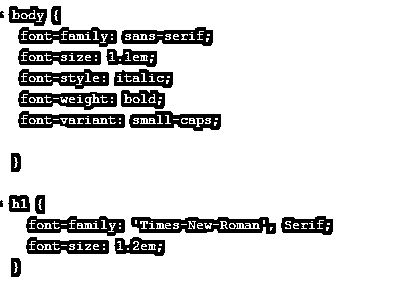 body {
font-family: sans-serif;
font-size: 1.1em;
font-style: italic;
font-weight: bold;
font-variant: small-caps;
}
h1 {
font-family: 'Times-New-Roman', Serif;
font-size: 1.2em;
}